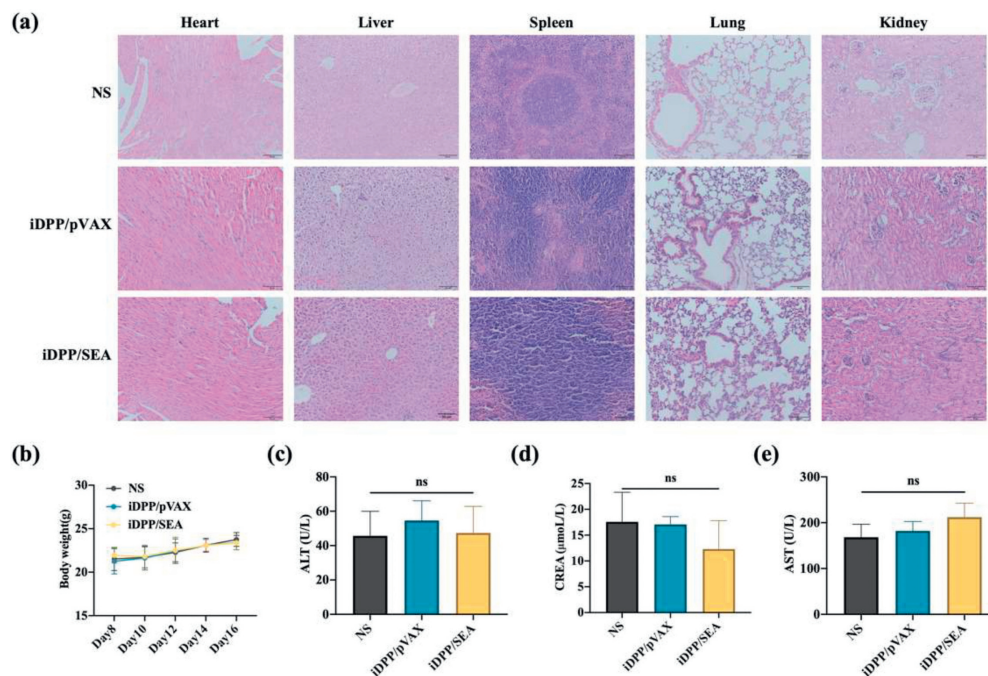 (a)
Heart Liver Spleen Lung Kidney
NS
iDPP/pVAX
iDPP/SEA
(b)
NS
iDPP/pVAX
iDPP/SEA
Body weight(g)
30
25
20
15
Day8 Day10 Day12 Day14 Day16
(c)
ns
ALT (U/L)
80
60
40
20
0
NS iDPP/pVAX iDPP/SEA
(d)
ns
CREA (μmoL/L)
25
20
15
10
5
0
NS iDPP/pVAX iDPP/SEA
(e)
ns
AST (U/L)
300
200
100
0
NS iDPP/pVAX iDPP/SEA